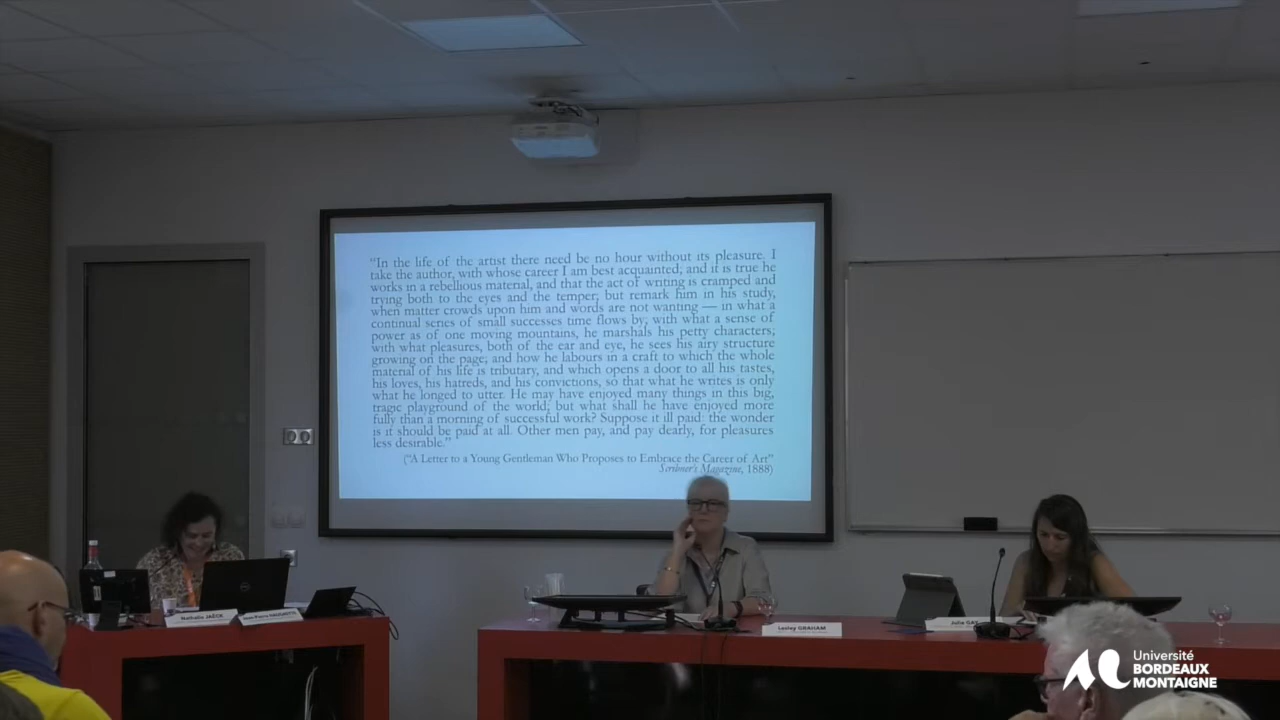 “In the life of the artist there need be no hour without its pleasure. I
take the author, with whose career I am best acquainted; and it is true he
works in a rebellious material, and that the act of writing is cramped and
trying both to the eyes and the temper; but remark him in his study,
when matter crowds upon him and words are not wanting — in what a
continual series of small successes time flows by; with what a sense of
power as of one moving mountains, he marshals his petty characters;
with what pleasures, both of the ear and eye, he sees his airy structure
growing on the page; and how he labours in a craft to which the whole
material of his life is tributary, and which opens a door to all his tastes,
his loves, his hatreds, and his convictions, so that what he writes is only
what he longed to utter. He may have enjoyed many things in this big,
tragic playground of the world; but what shall he have enjoyed more
fully than a morning of successful work? Suppose it ill paid: the wonder
is it should be paid at all. Other men pay, and pay dearly, for pleasures
less desirable.”
(“A Letter to a Young Gentleman Who Proposes to Embrace the Career of Art”
Scribner's Magazine, 1888)
Nathalie JAËCK
Lesley GRAHAM
Julie
Université
BORDEAUX
MONTAIGNE